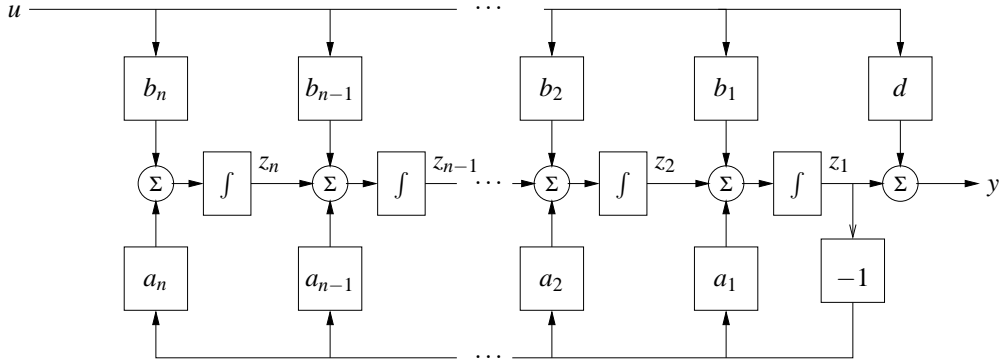 u ···
b_n b_{n−1} b_2 b_1 d
Σ ∫ z_n Σ ∫ z_{n−1} ··· Σ ∫ z_2 Σ ∫ z_1 Σ y
a_n a_{n−1} a_2 a_1 −1
···